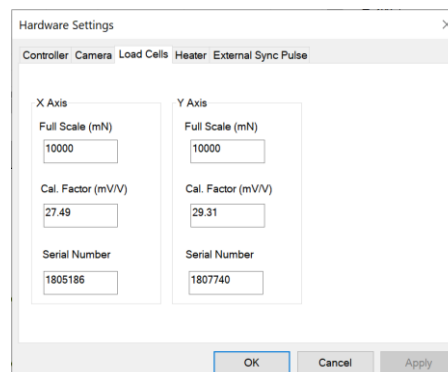 Hardware Settings
Controller Camera Load Cells Heater External Sync Pulse
X Axis Y Axis
Full Scale (mN) Full Scale (mN)
10000 10000
Cal. Factor (mV/V) Cal. Factor (mV/V)
27.49 29.31
Serial Number Serial Number
1805186 1807740
OK Cancel Apply